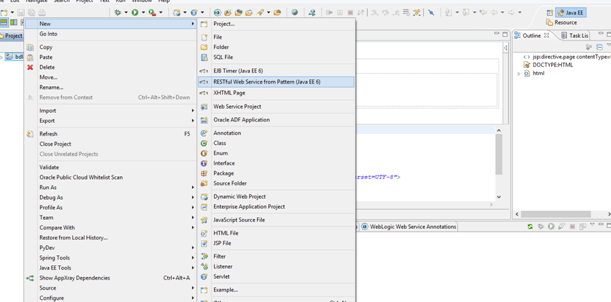 Edit Navigate Search Project Run Window Help
Java EE
Resource
Project
New
Go Into
Copy
Paste
Delete
Move...
Rename...
Remove from Context Ctrl+Alt+Shift+Down
Import
Export
Refresh F5
Close Project
Close Unrelated Projects
Validate
Oracle Public Cloud Whitelist Scan
Run As
Debug As
Profile As
Team
Compare With
Restore from Local History...
PyDev
Spring Tools
Java EE Tools
Show AppXray Dependencies Ctrl+Alt+A
Source
Configure
Project...
File
Folder
SQL File
EJB Timer (Java EE 6)
RESTful Web Service from Pattern (Java EE 6)
XHTML Page
Web Service Project
Oracle ADF Application
Annotation
Class
Enum
Interface
Package
Source Folder
Dynamic Web Project
Enterprise Application Project
JavaScript Source File
HTML File
JSP File
Filter
Listener
Servlet
Example...
rset=UTF-8">
WebLogic Web Service Annotations
Outline Task Lis
jsp:directive.page contentType=
DOCTYPE:HTML
html